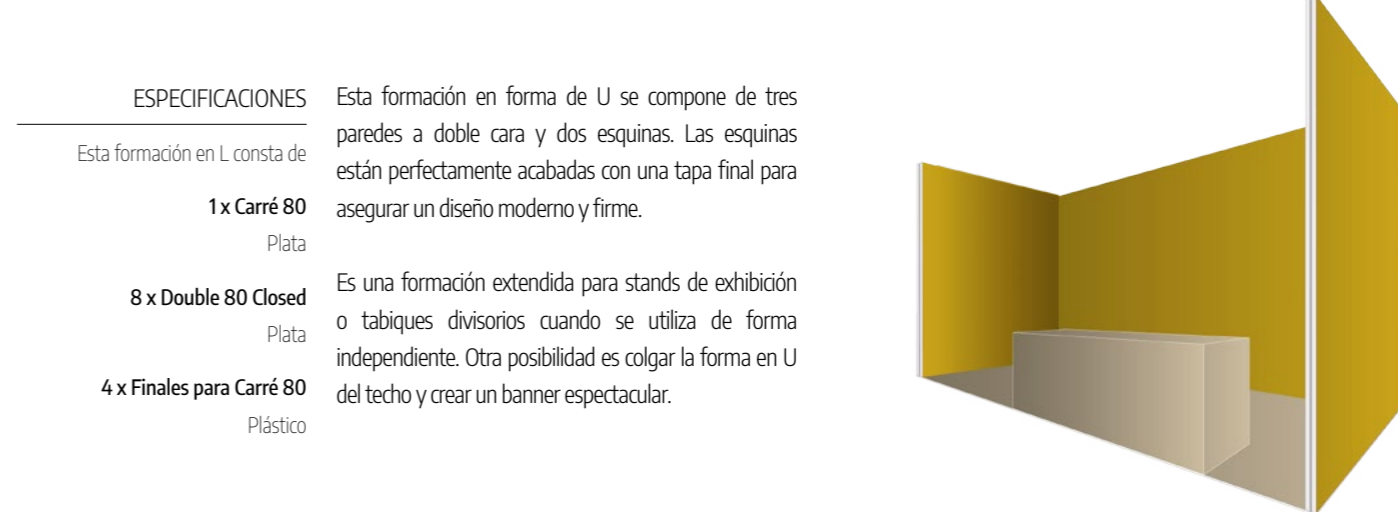 ESPECIFICACIONES
Esta formación en L consta de
1 x Carré 80
Plata
8 x Double 80 Closed
Plata
4 x Finales para Carré 80
Plástico
Esta formación en forma de U se compone de tres
paredes a doble cara y dos esquinas. Las esquinas
están perfectamente acabadas con una tapa final para
asegurar un diseño moderno y firme.
Es una formación extendida para stands de exhibición
o tabiques divisorios cuando se utiliza de forma
independiente. Otra posibilidad es colgar la forma en U
del techo y crear un banner espectacular.